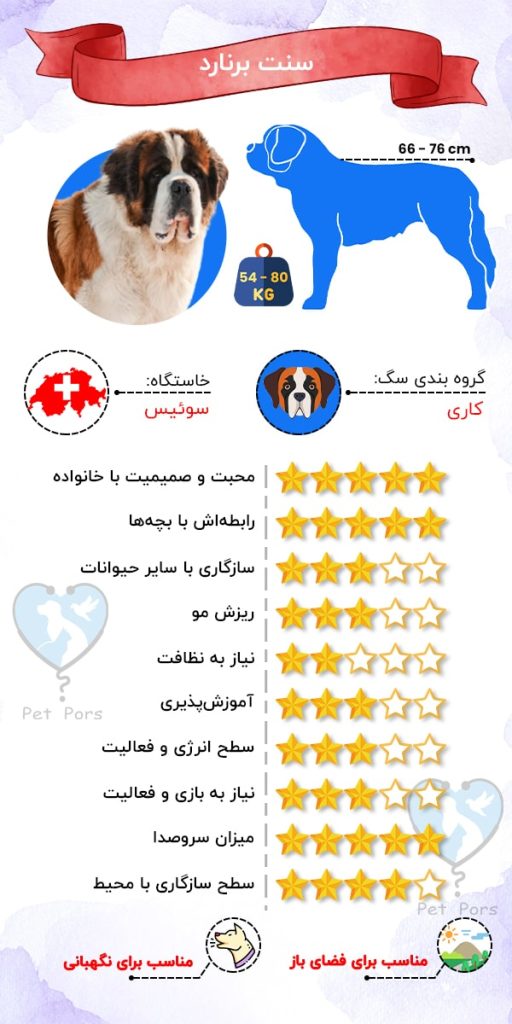 سنت برنارد
66 - 76 cm
54 - 80
KG
گروه بندی سگ:
کاری
خاستگاه:
سوئیس
محبت و صمیمیت با خانواده
رابطه‌اش با بچه‌ها
سازگاری با سایر حیوانات
ریزش مو
نیاز به نظافت
آموزش‌پذیری
سطح انرژی و فعالیت
نیاز به بازی و فعالیت
میزان سروصدا
سطح سازگاری با محیط
Pet Pors
Pet Pors
مناسب برای فضای باز
مناسب برای نگهبانی